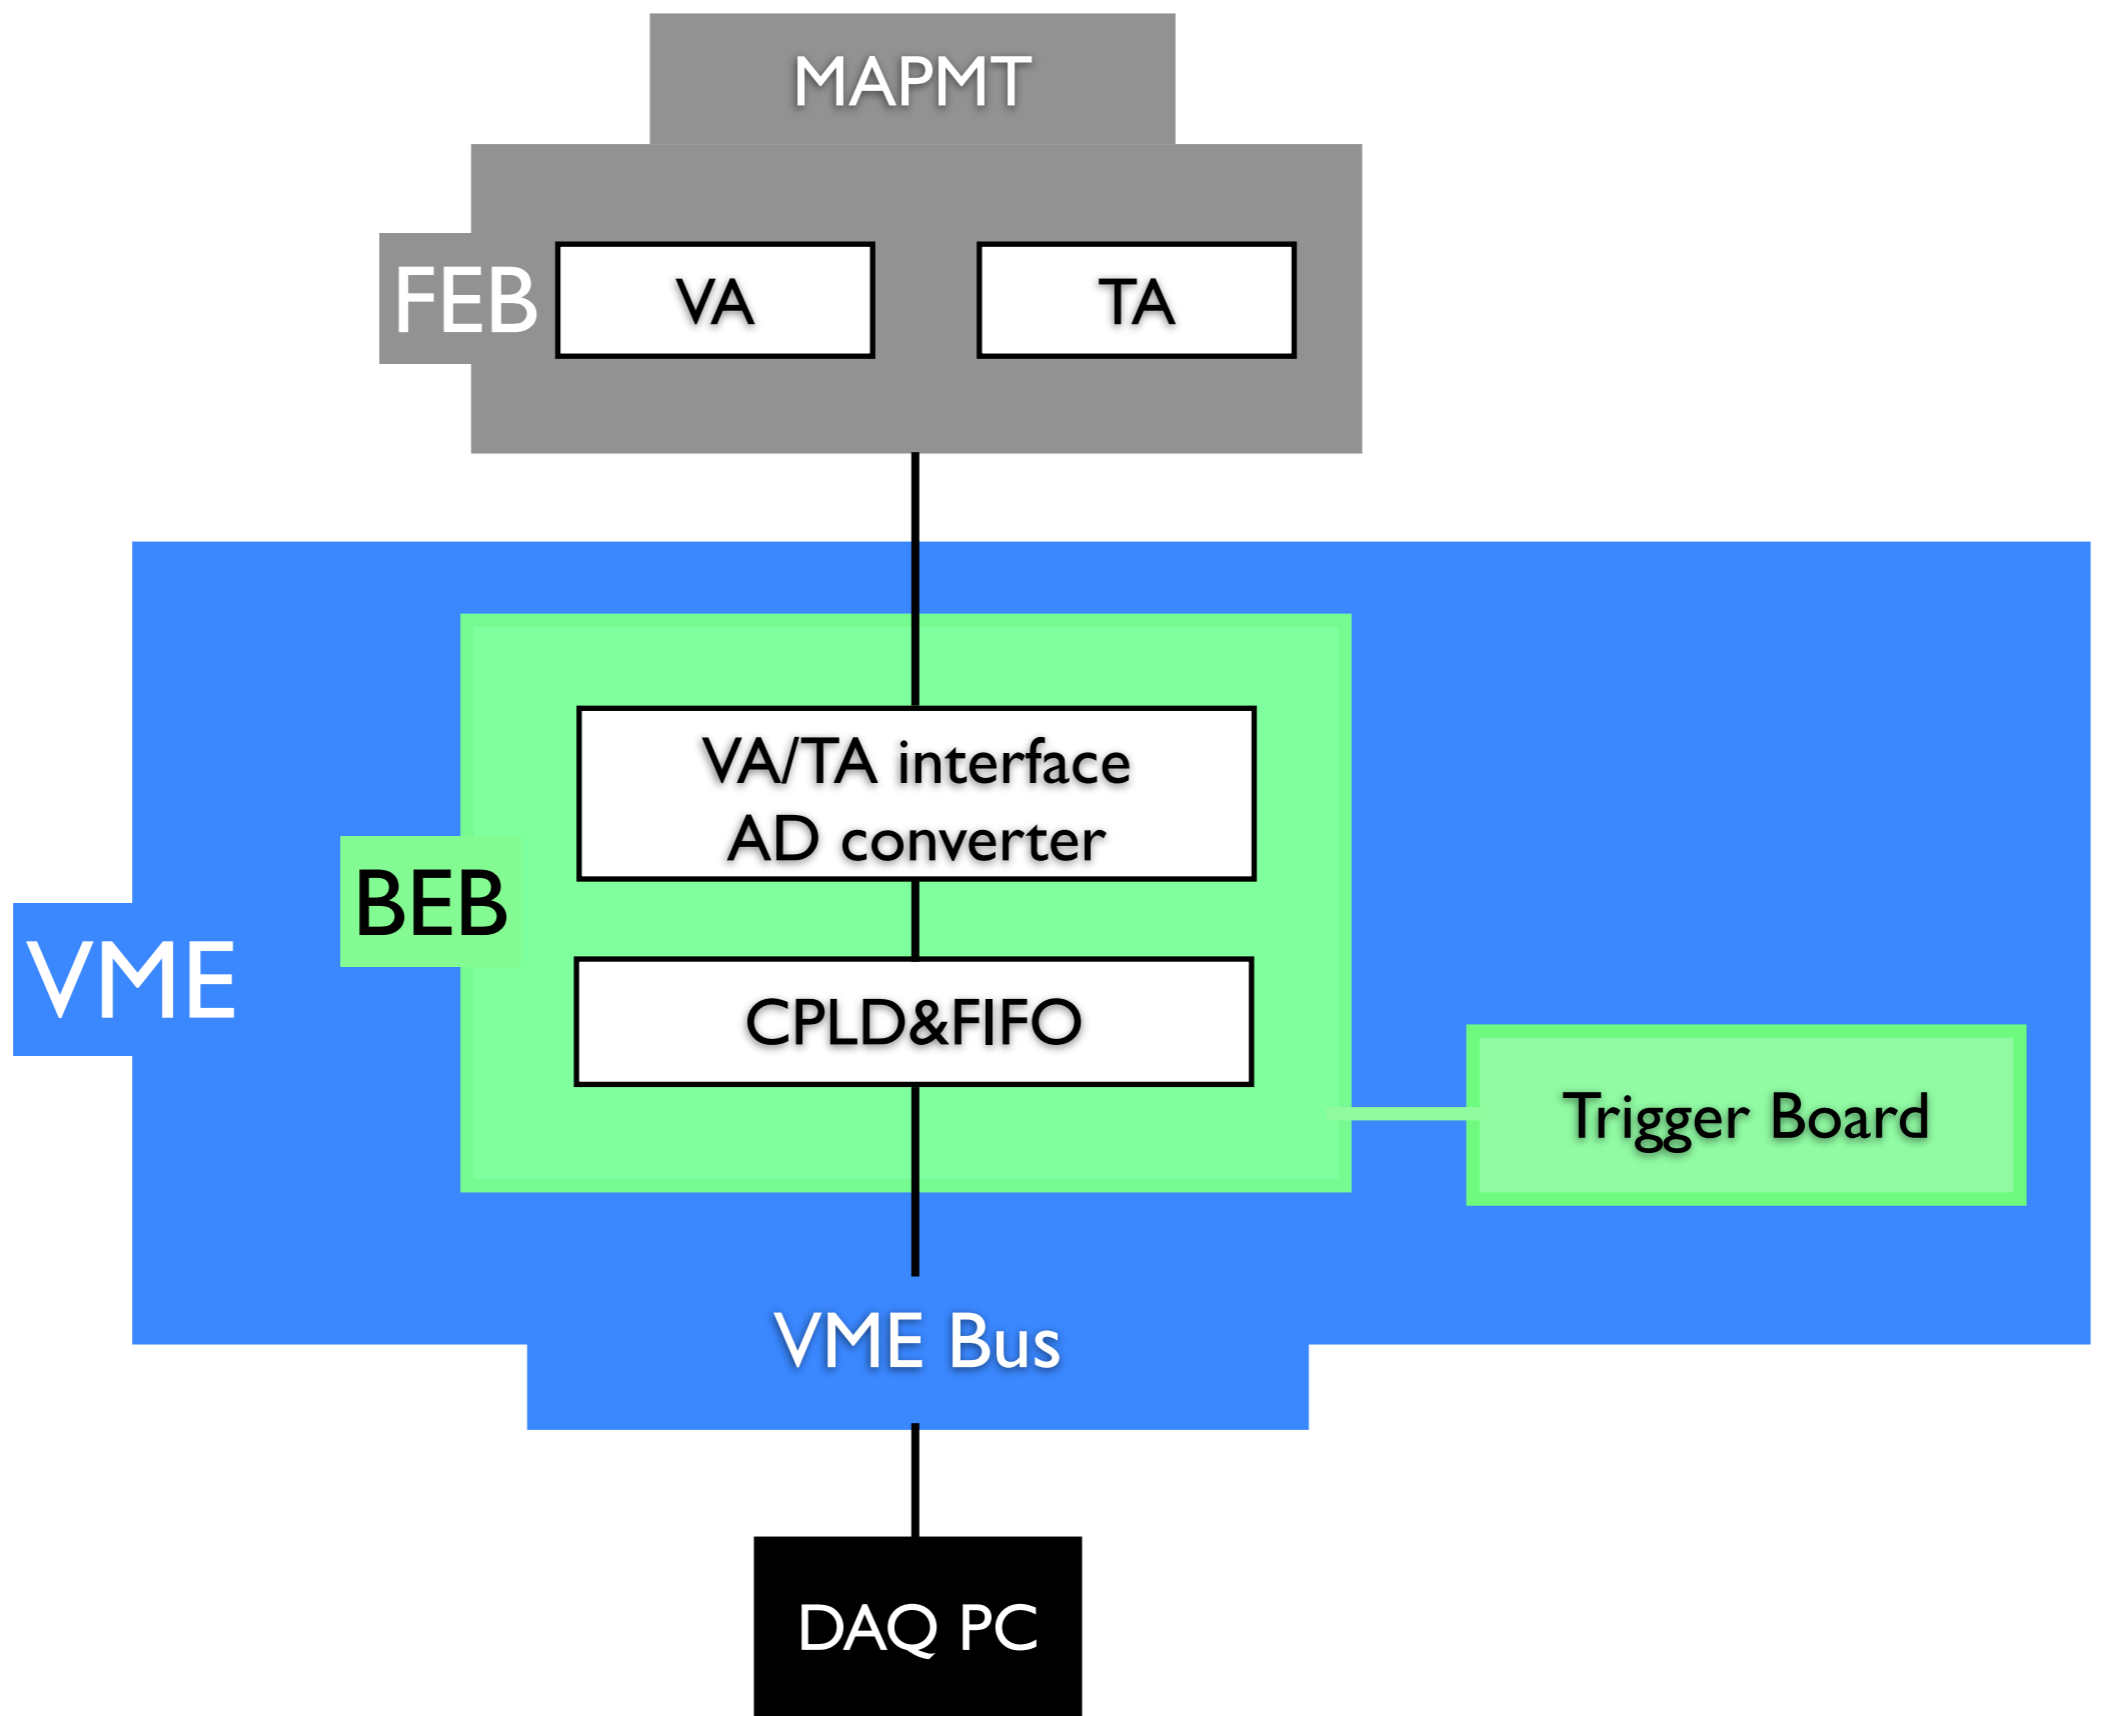 MAPMT
FEB
VA
TA
VA/TA interface
AD converter
BEB
VME
CPLD&FIFO
Trigger Board
VME Bus
DAQ PC